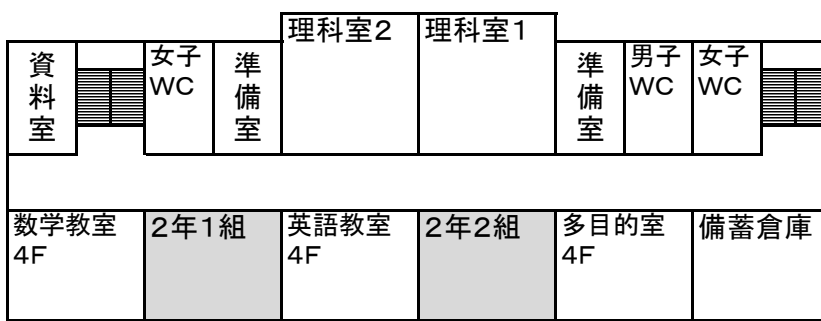 理科室2
理科室1
資料室
女子
WC
準備室
準備室
男子
WC
女子
WC
数学教室
4F
2年1組
英語教室
4F
2年2組
多目的室
4F
備蓄倉庫